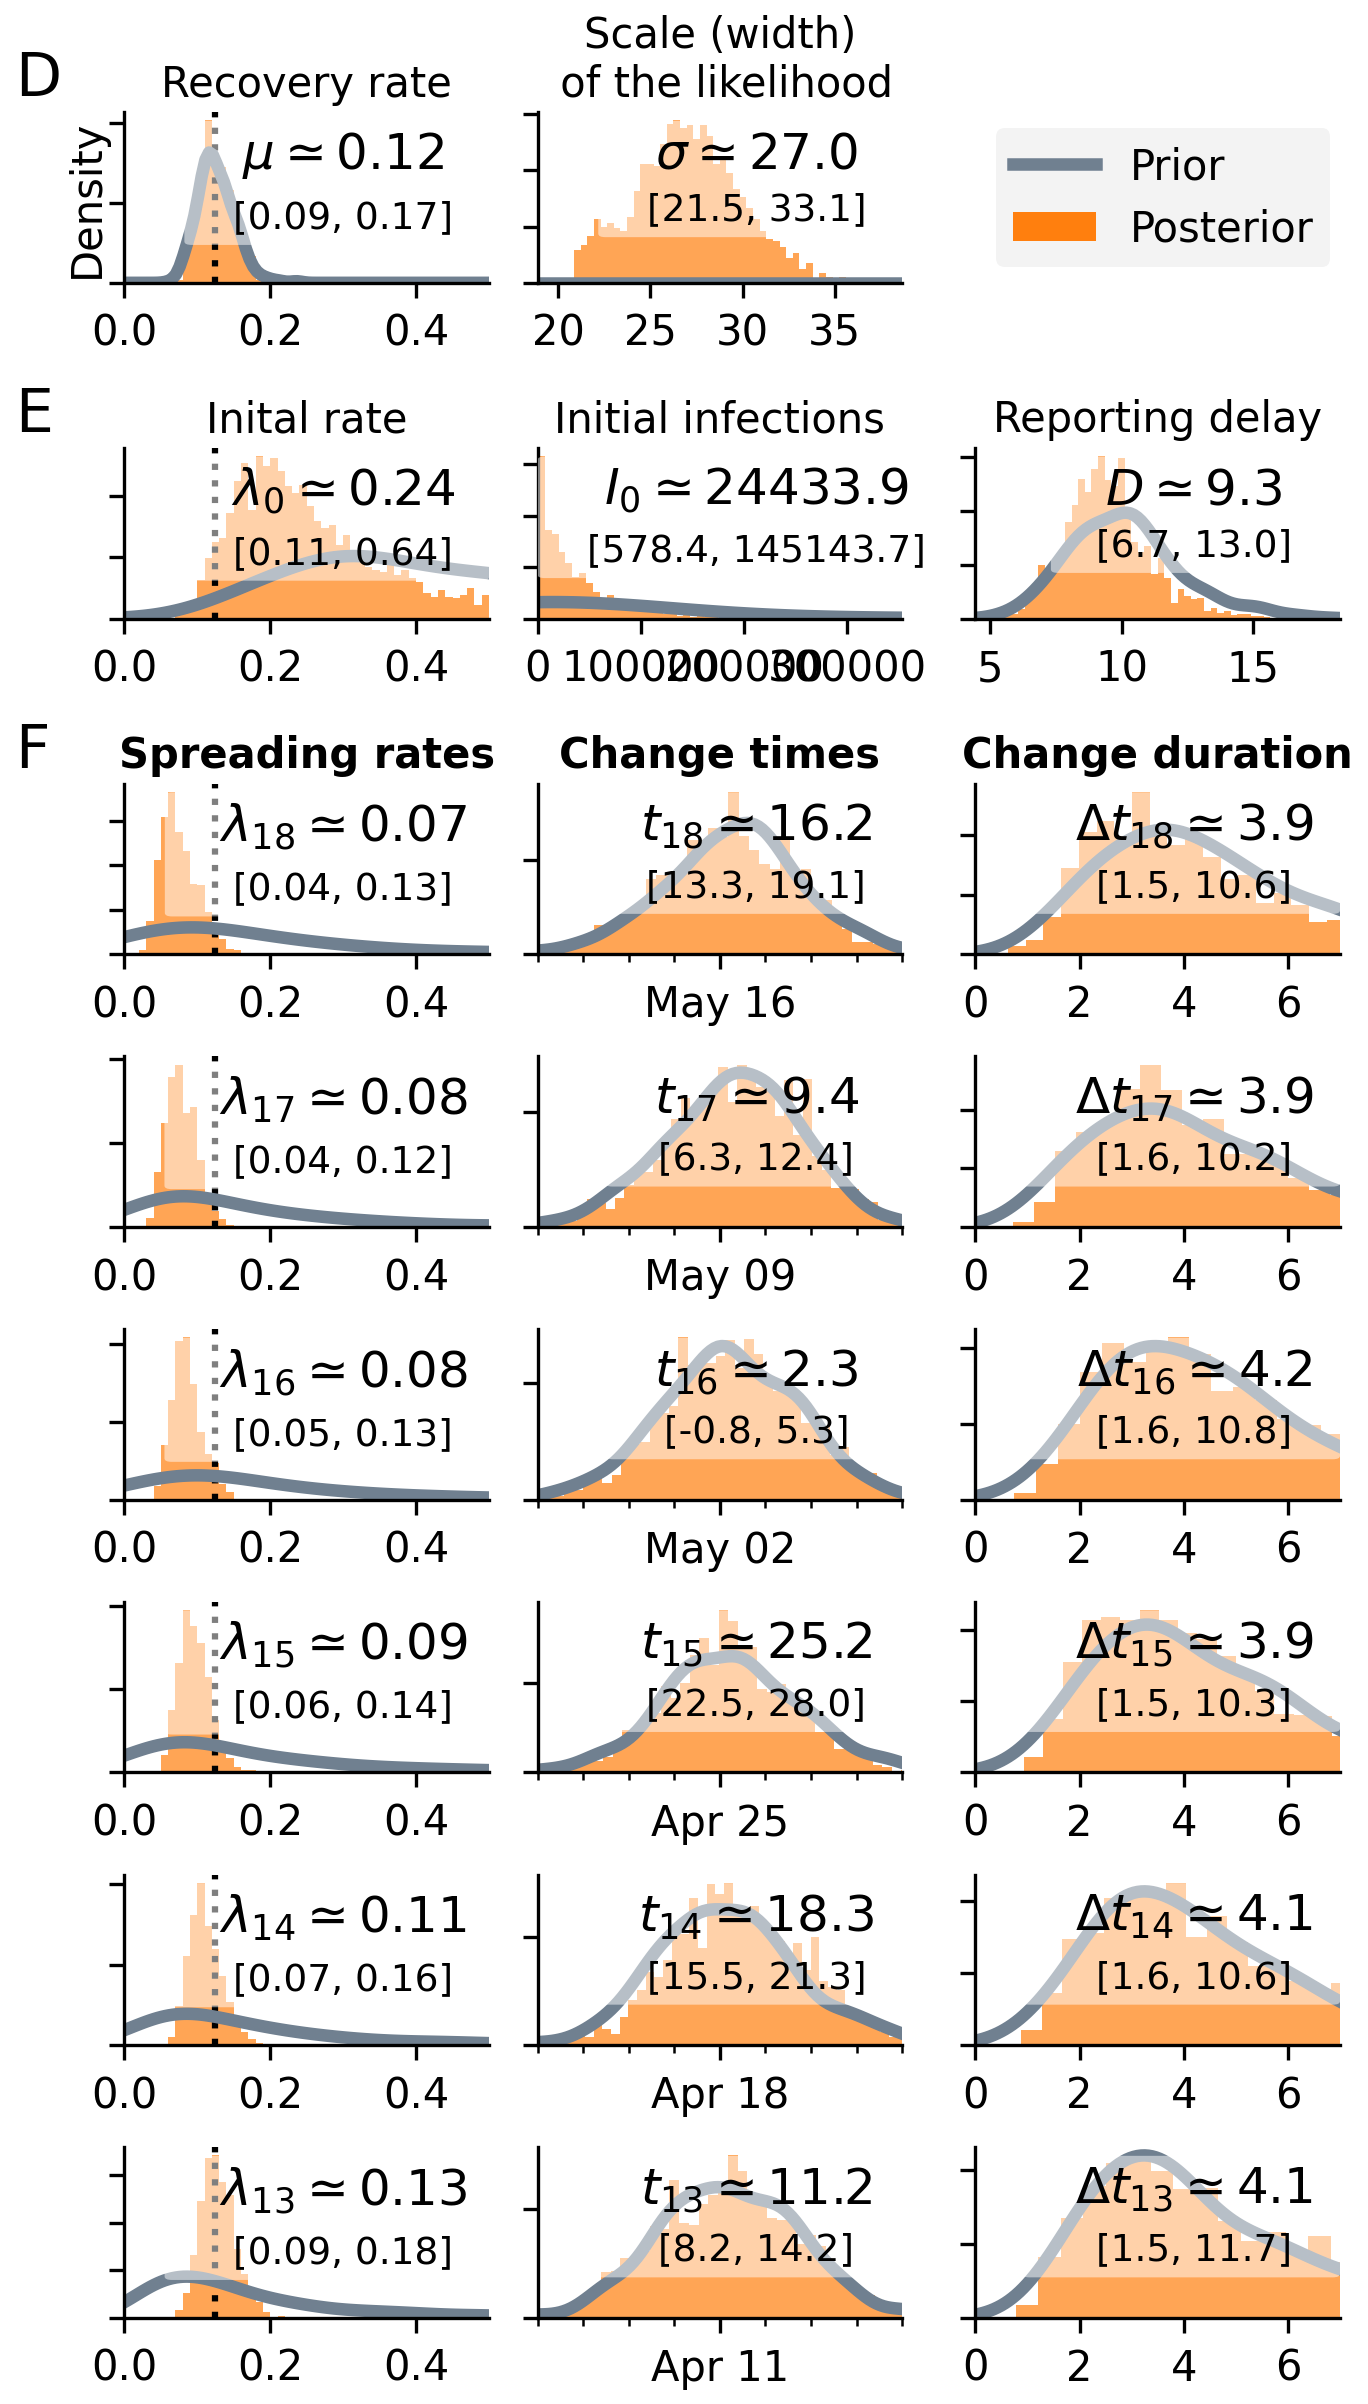 D
Recovery rate
Scale (width)
of the likelihood
Density
μ ≃ 0.12
[0.09, 0.17]
σ ≃ 27.0
[21.5, 33.1]
Prior
Posterior
0.0 0.2 0.4
20 25 30 35
E
Inital rate
Initial infections
Reporting delay
λ0 ≃ 0.24
[0.11, 0.64]
I0 ≃ 24433.9
[578.4, 145143.7]
D ≃ 9.3
[6.7, 13.0]
0.0 0.2 0.4
0 100000 200000 300000
5 10 15
F
Spreading rates
Change times
Change duration
λ18 ≃ 0.07
[0.04, 0.13]
t18 ≃ 16.2
[13.3, 19.1]
Δt18 ≃ 3.9
[1.5, 10.6]
0.0 0.2 0.4
May 16
0 2 4 6
λ17 ≃ 0.08
[0.04, 0.12]
t17 ≃ 9.4
[6.3, 12.4]
Δt17 ≃ 3.9
[1.6, 10.2]
0.0 0.2 0.4
May 09
0 2 4 6
λ16 ≃ 0.08
[0.05, 0.13]
t16 ≃ 2.3
[-0.8, 5.3]
Δt16 ≃ 4.2
[1.6, 10.8]
0.0 0.2 0.4
May 02
0 2 4 6
λ15 ≃ 0.09
[0.06, 0.14]
t15 ≃ 25.2
[22.5, 28.0]
Δt15 ≃ 3.9
[1.5, 10.3]
0.0 0.2 0.4
Apr 25
0 2 4 6
λ14 ≃ 0.11
[0.07, 0.16]
t14 ≃ 18.3
[15.5, 21.3]
Δt14 ≃ 4.1
[1.6, 10.6]
0.0 0.2 0.4
Apr 18
0 2 4 6
λ13 ≃ 0.13
[0.09, 0.18]
t13 ≃ 11.2
[8.2, 14.2]
Δt13 ≃ 4.1
[1.5, 11.7]
0.0 0.2 0.4
Apr 11
0 2 4 6